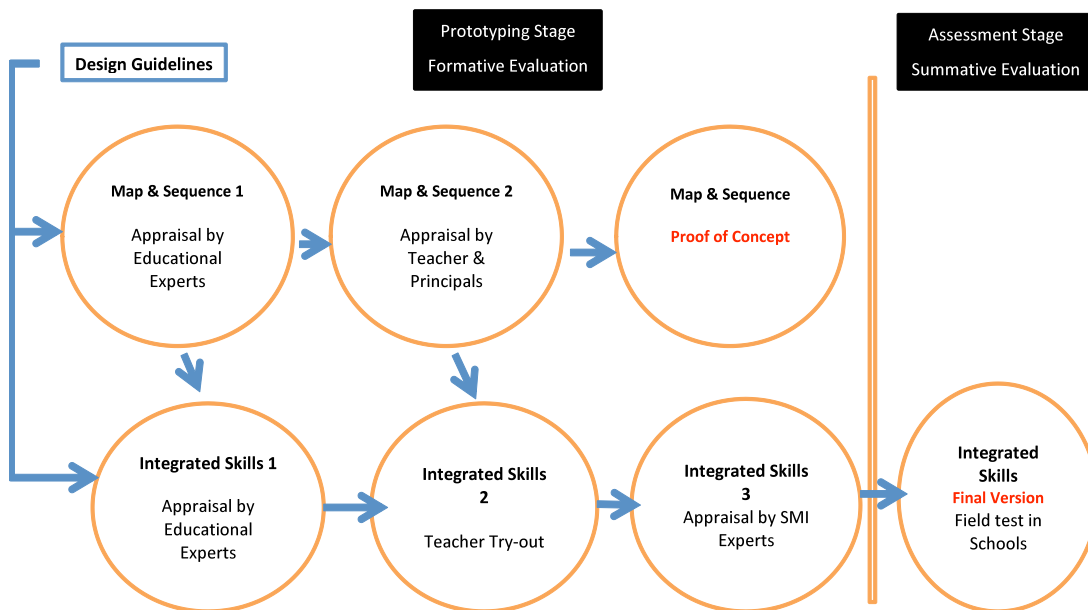 Prototyping Stage
Formative Evaluation
Assessment Stage
Summative Evaluation
Design Guidelines
Map & Sequence 1
Appraisal by
Educational
Experts
Map & Sequence 2
Appraisal by
Teacher &
Principals
Map & Sequence
Proof of Concept
Integrated Skills 1
Appraisal by
Educational
Experts
Integrated Skills
2
Teacher Try-out
Integrated Skills
3
Appraisal by SMI
Experts
Integrated
Skills
Final Version
Field test in
Schools